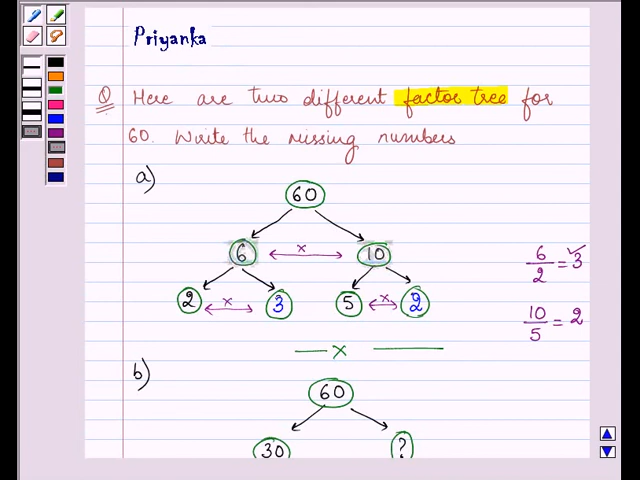 Priyanka
Q Here are two different factor tree for
60. Write the missing numbers
a)
60
6 x 10
6/2 = 3
2 x 3 5 x 2
10/5 = 2
x
b)
60
30 ?